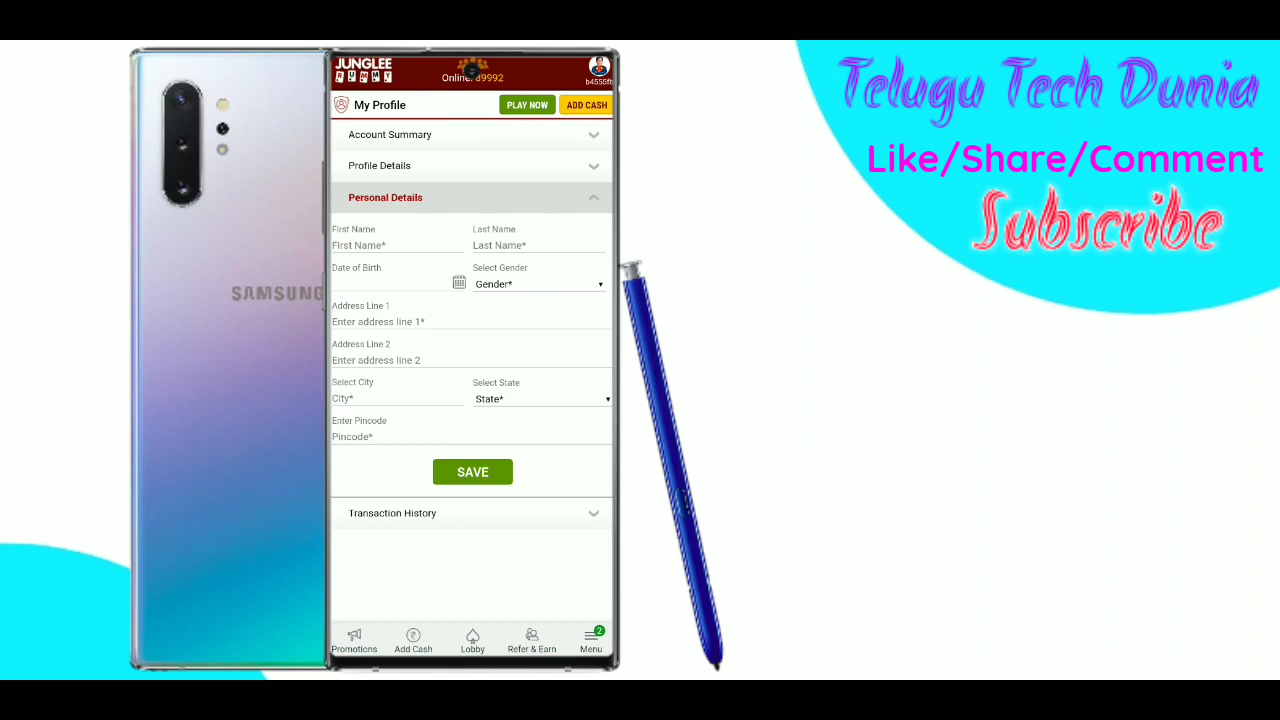 Telugu Tech Dunia
Like/Share/Comment
Subscribe
SAMSUNG
JUNGLEE
RUMMY
Online: 39992
b4555fb
My Profile
PLAY NOW
ADD CASH
Account Summary
Profile Details
Personal Details
First Name Last Name
First Name* Last Name*
Date of Birth Select Gender
Gender*
Address Line 1
Enter address line 1*
Address Line 2
Enter address line 2
Select City Select State
City* State*
Enter Pincode
Pincode*
SAVE
Transaction History
2
Promotions Add Cash Lobby Refer & Earn Menu